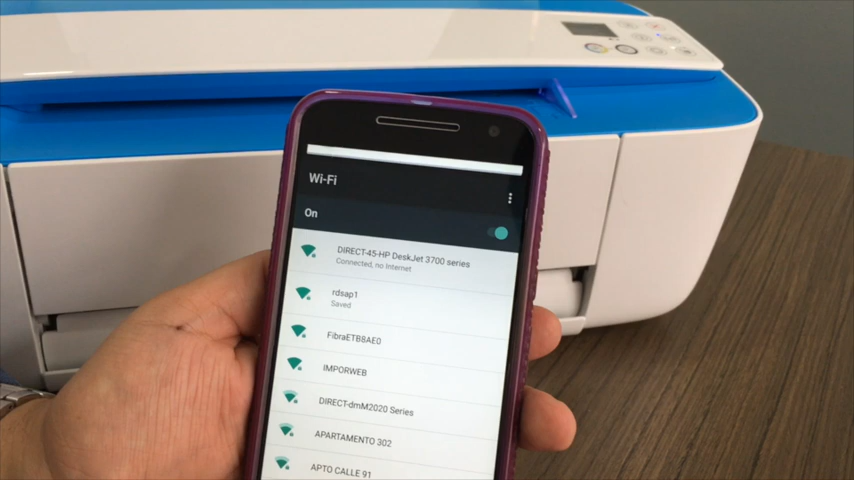 Wi-Fi
On
DIRECT-45-HP DeskJet 3700 series
Connected, no Internet
rdsap1
Saved
FibraETB8AE0
IMPORWEB
DIRECT-dmM2020 Series
APARTAMENTO 302
APTO CALLE 91